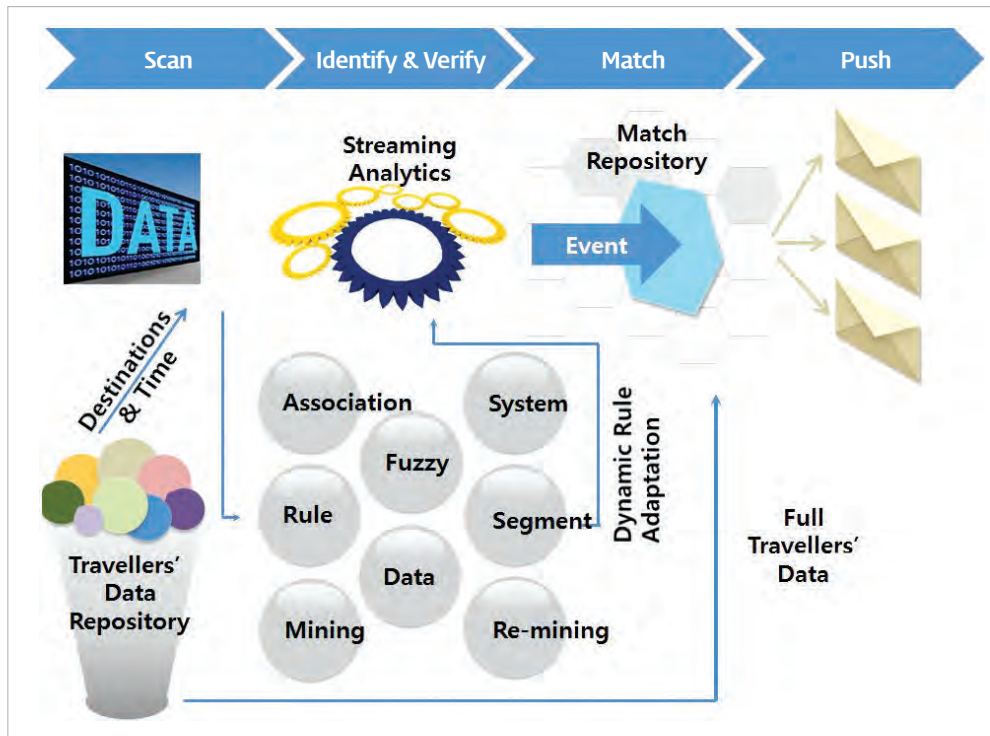 Scan
Identify & Verify
Match
Push
DATA
Streaming
Analytics
Match
Repository
Event
Destinations
& Time
Association
System
Fuzzy
Rule
Segment
Data
Mining
Re-mining
Dynamic Rule
Adaptation
Travellers'
Data
Repository
Full
Travellers'
Data